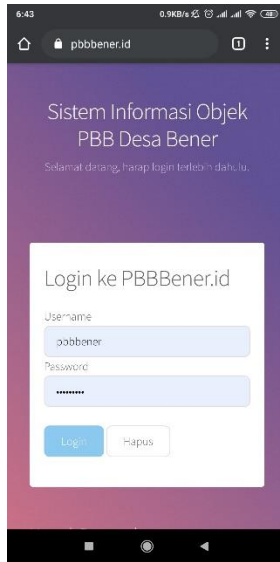 6:43
0.9KB/s
pbbbener.id
1
Sistem Informasi Objek
PBB Desa Bener
Selamat datang, harap login terlebih dahulu.
Login ke PBBBener.id
Username
pbbbener
Password
Login
Hapus